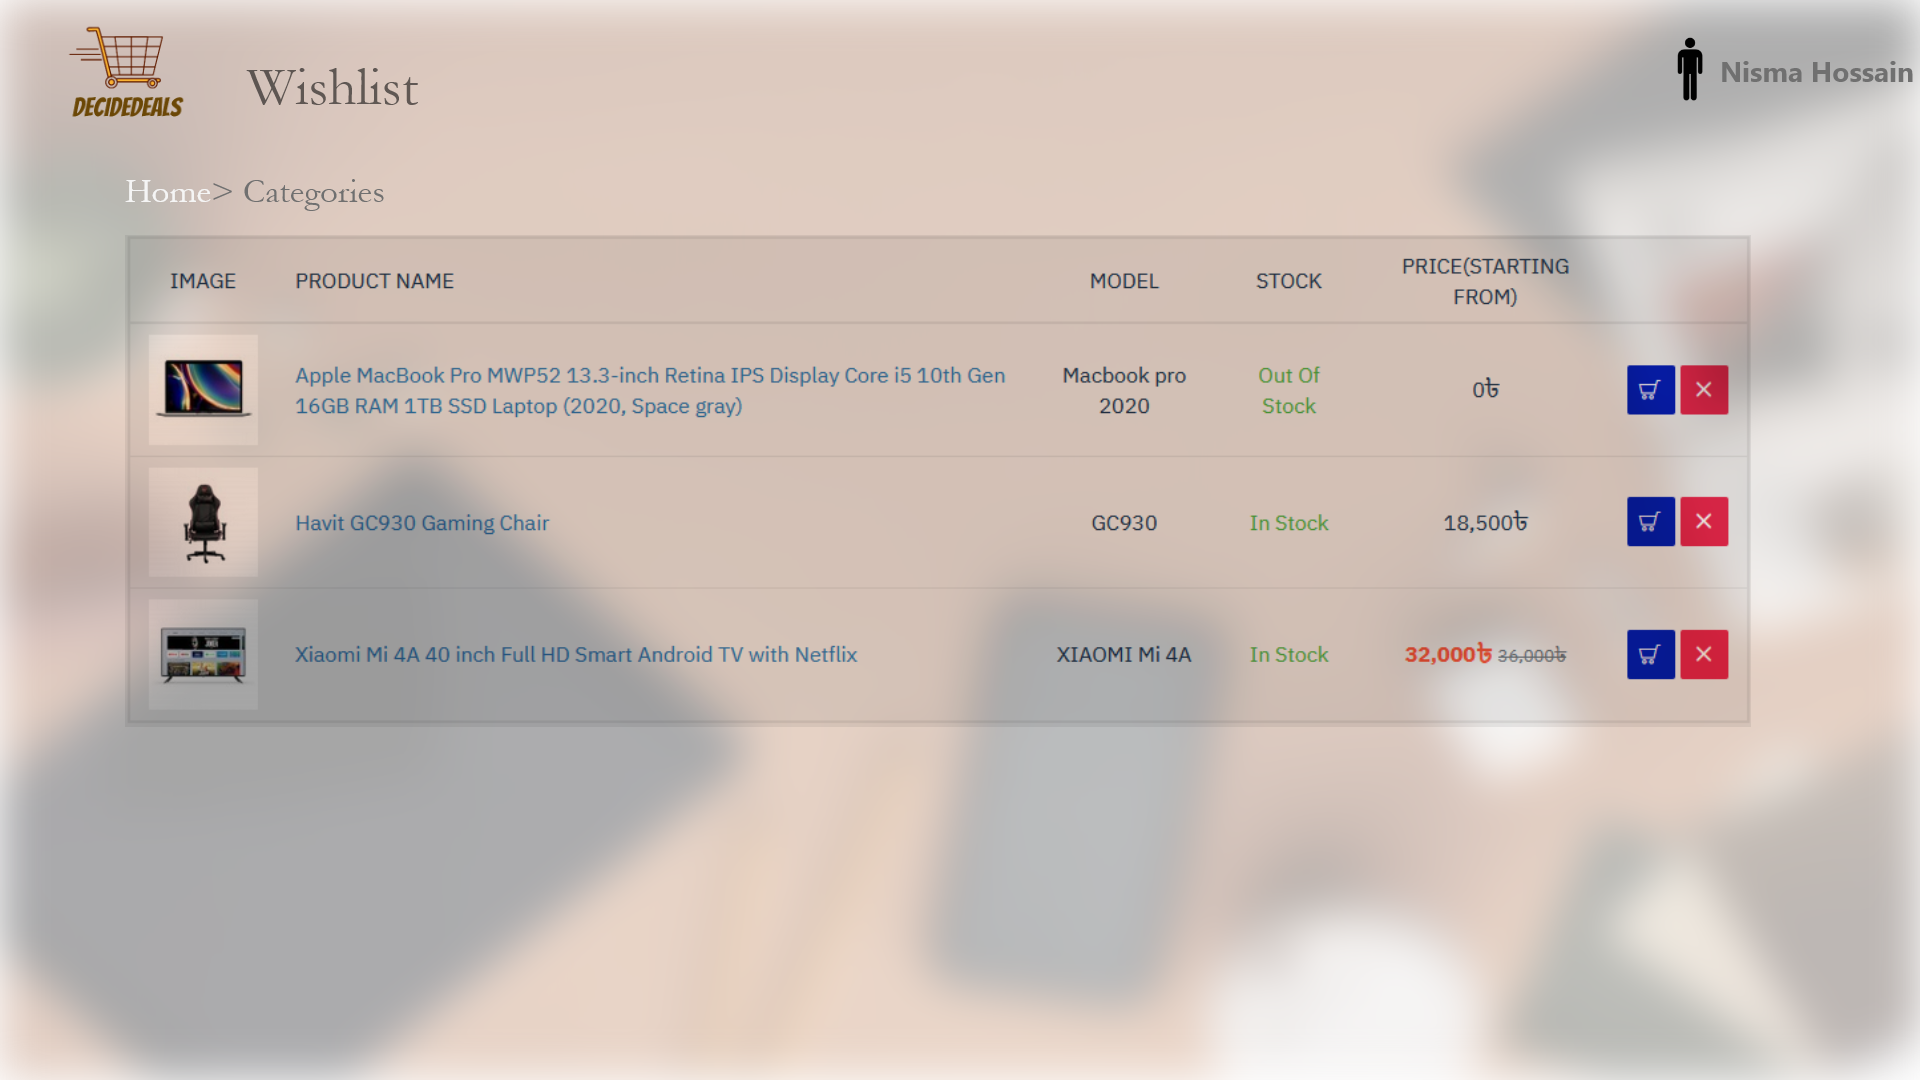 DECIDEDEALS
Wishlist
Nisma Hossain
Home> Categories
IMAGE PRODUCT NAME MODEL STOCK PRICE(STARTING
FROM)
Apple MacBook Pro MWP52 13.3-inch Retina IPS Display Core i5 10th Gen
16GB RAM 1TB SSD Laptop (2020, Space gray)
Macbook pro
2020
Out Of
Stock
0৳
Havit GC930 Gaming Chair GC930 In Stock 18,500৳
Xiaomi Mi 4A 40 inch Full HD Smart Android TV with Netflix XIAOMI Mi 4A In Stock 32,000৳ 36,000৳